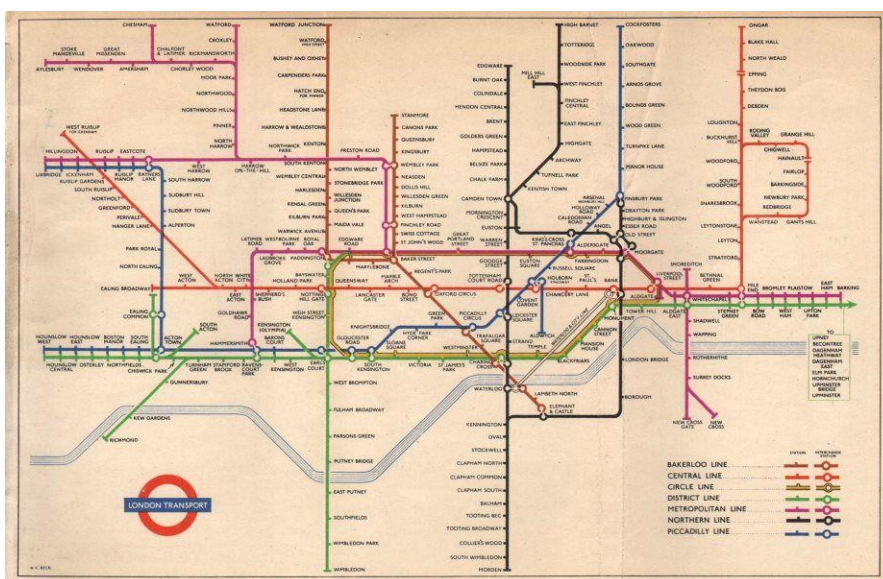 CHESHAM
WATFORD
WATFORD JUNCTION
HIGH BARNET
COCKFOSTERS
ONGAR
CROXLEY
WATFORD
HIGH STREET
TOTTERIDGE
OAKWOOD
BLAKE HALL
STOKE
MANDEVILLE
GREAT
MISSENDEN
CHALFONT
& LATIMER
RICKMANSWORTH
BUSHEY AND OXHEY
WOODSIDE PARK
SOUTHGATE
NORTH WEALD
AYLESBURY
WENDOVER
AMERSHAM
CHORLEY WOOD
EDGWARE
MOOR PARK
CARPENDERS PARK
BURNT OAK
MILL HILL
EAST
WEST FINCHLEY
ARNOS GROVE
EPPING
NORTHWOOD
HATCH END
FOR PINNER
COLINDALE
FINCHLEY
CENTRAL
BOUNDS GREEN
THEYDON BOIS
NORTHWOOD HILLS
HEADSTONE LANE
HENDON CENTRAL
DEBDEN
STANMORE
BRENT
EAST FINCHLEY
WOOD GREEN
LOUGHTON
WEST RUISLIP
FOR ICKENHAM
PINNER
HARROW & WEALDSTONE
CANONS PARK
GOLDERS GREEN
HIGHGATE
TURNPIKE LANE
BUCKHURST
HILL
RODING
VALLEY
GRANGE HILL
NORTH
HARROW
KENTON
QUEENSBURY
HAMPSTEAD
CHIGWELL
HILLINGDON
RUISLIP
EASTCOTE
NORTHWICK
PARK
PRESTON ROAD
KINGSBURY
BELSIZE PARK
ARCHWAY
MANOR HOUSE
WOODFORD
HAINAULT
UXBRIDGE
ICKENHAM
RUISLIP
MANOR
RAYNERS
LANE
WEST
HARROW
HARROW
-ON-THE-HILL
SOUTH KENTON
WEMBLEY PARK
CHALK FARM
TUFNELL PARK
FAIRLOP
RUISLIP GARDENS
SOUTH HARROW
NORTH WEMBLEY
NEASDEN
KENTISH TOWN
SOUTH
WOODFORD
BARKINGSIDE
SOUTH RUISLIP
SUDBURY HILL
WEMBLEY CENTRAL
DOLLIS HILL
CAMDEN TOWN
ARSENAL
HIGHBURY HILL
FINSBURY PARK
NEWBURY PARK
NORTHOLT
STONEBRIDGE PARK
WILLESDEN GREEN
HOLLOWAY
ROAD
DRAYTON PARK
SNARESBROOK
REDBRIDGE
GREENFORD
SUDBURY TOWN
HARLESDEN
KILBURN
MORNINGTON
CRESCENT
CALEDONIAN
ROAD
HIGHBURY & ISLINGTON
WANSTEAD
GANTS HILL
PERIVALE
WILLESDEN
JUNCTION
WEST HAMPSTEAD
ESSEX ROAD
LEYTONSTONE
HANGER LANE
ALPERTON
KENSAL GREEN
FINCHLEY ROAD
EUSTON
ANGEL
OLD STREET
QUEEN'S PARK
SWISS COTTAGE
KING'S CROSS
ST. PANCRAS
LEYTON
PARK ROYAL
KILBURN PARK
ST. JOHN'S WOOD
MOORGATE
MAIDA VALE
LATIMER
ROAD
WESTBOURNE
PARK
ROYAL
OAK
WARWICK AVENUE
EDGWARE
ROAD
GREAT
PORTLAND
STREET
WARREN
STREET
ALDERSGATE
SHOREDITCH
STRATFORD
NORTH EALING
LADBROKE
GROVE
PADDINGTON
MARYLEBONE
BAKER STREET
REGENT'S PARK
GOODGE
STREET
EUSTON
SQUARE
RUSSELL SQUARE
FARRINGDON
LIVERPOOL
STREET
BETHNAL
GREEN
WEST
ACTON
NORTH
ACTON
WHITE
CITY
HOLLAND PARK
BAYSWATER
QUEENSWAY
MARBLE
ARCH
TOTTENHAM
COURT ROAD
HOLBORN
KINGSWAY
ST.
PAUL'S
BANK
MILE
END
BROMLEY
PLAISTOW
EAST
HAM
BARKING
EALING BROADWAY
EAST
ACTON
SHEPHERD'S
BUSH
NOTTING
HILL GATE
LANCASTER
GATE
BOND
STREET
OXFORD CIRCUS
CHANCERY LANE
ALDGATE
WHITECHAPEL
EALING
COMMON
GOLDHAWK
ROAD
HIGH STREET
KENSINGTON
COVENT
GARDEN
MONUMENT
TOWER HILL
ALDGATE
EAST
STEPNEY
GREEN
BOW
ROAD
WEST
HAM
UPTON
PARK
SOUTH
ACTON
KENSINGTON
OLYMPIA
KNIGHTSBRIDGE
GREEN
PARK
PICCADILLY
CIRCUS
LEICESTER
SQUARE
WATERLOO & CITY LINE
CANNON
STREET
SHADWELL
HOUNSLOW
WEST
HOUNSLOW
EAST
BOSTON
MANOR
SOUTH
EALING
ACTON
TOWN
HAMMERSMITH
BARONS
COURT
GLOUCESTER
ROAD
SLOANE
SQUARE
HYDE PARK
CORNER
TRAFALGAR
SQUARE
ALDWYCH
MANSION
HOUSE
WAPPING
WESTMINSTER
STRAND
TEMPLE
HOUNSLOW
CENTRAL
OSTERLEY
NORTHFIELDS
CHISWICK PARK
TURNHAM
GREEN
STAMFORD
BROOK
RAVENS-
COURT
PARK
WEST
KENSINGTON
EARL'S
COURT
SOUTH
KENSINGTON
VICTORIA
ST. JAMES'S
PARK
CHARING
CROSS
BLACKFRIARS
LONDON BRIDGE
ROTHERHITHE
GUNNERSBURY
WEST BROMPTON
WATERLOO
LAMBETH NORTH
SURREY DOCKS
KEW GARDENS
FULHAM BROADWAY
ELEPHANT
& CASTLE
BOROUGH
RICHMOND
PARSONS GREEN
KENNINGTON
NEW CROSS
GATE
NEW
CROSS
OVAL
TO
UPNEY
BECONTREE
DAGENHAM
HEATHWAY
DAGENHAM
EAST
ELM PARK
HORNCHURCH
UPMINSTER
BRIDGE
UPMINSTER
PUTNEY BRIDGE
STOCKWELL
CLAPHAM NORTH
EAST PUTNEY
CLAPHAM COMMON
CLAPHAM SOUTH
SOUTHFIELDS
BALHAM
TOOTING BEC
WIMBLEDON PARK
TOOTING BROADWAY
COLLIER'S WOOD
SOUTH WIMBLEDON
WIMBLEDON
MORDEN
LONDON TRANSPORT
STATION
INTERCHANGE
STATION
BAKERLOO LINE
CENTRAL LINE
CIRCLE LINE
DISTRICT LINE
METROPOLITAN LINE
NORTHERN LINE
PICCADILLY LINE